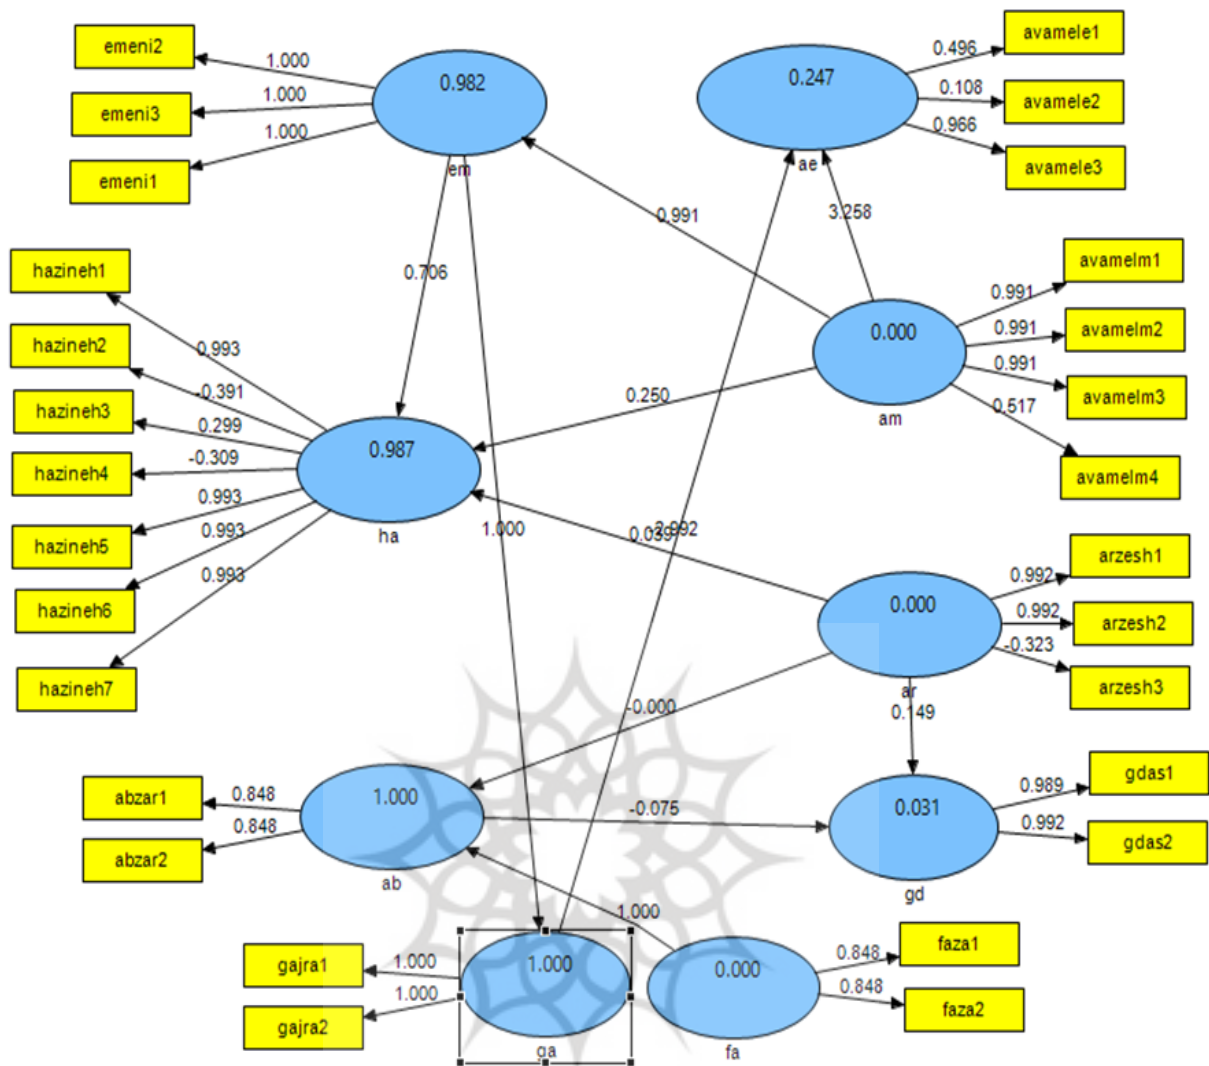 emeni2
emeni3
emeni1
1.000
1.000
1.000
0.982
em
0.247
ae
0.496
0.108
0.966
avamele1
avamele2
avamele3
0.991
3.258
0.706
hazineh1
hazineh2
hazineh3
hazineh4
hazineh5
hazineh6
hazineh7
0.993
-0.391
0.299
-0.309
0.993
0.993
0.993
0.987
ha
0.250
0.000
am
0.991
0.991
0.991
0.517
avamelm1
avamelm2
avamelm3
avamelm4
1.000
0.000
ar
0.992
0.992
-0.323
arzesh1
arzesh2
arzesh3
-0.000
0.149
abzar1
abzar2
0.848
0.848
1.000
ab
-0.075
0.031
gd
0.989
0.992
gdas1
gdas2
1.000
gajra1
gajra2
1.000
1.000
1.000
ga
0.000
fa
0.848
0.848
faza1
faza2